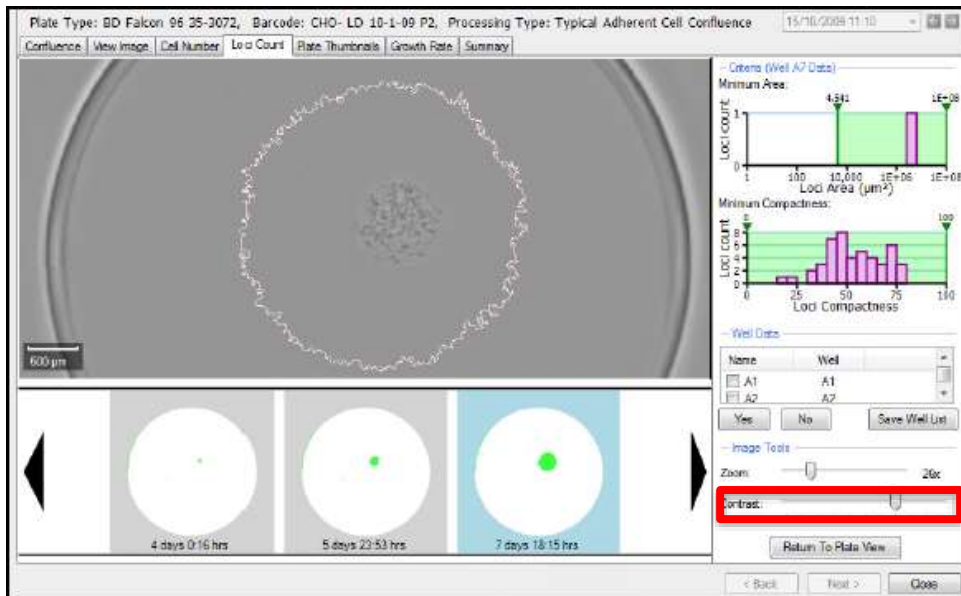 Plate Type: BD Falcon 96 35-3072, Barcode: CHO- LD 10-1-09 P2, Processing Type: Typical Adherent Cell Confluence 15/10/2009 11:10
Confluence View Image Cell Number Loci Count Plate Thumbnails Growth Rate Summary
600 µm
4 days 0:16 hrs 5 days 23:53 hrs 7 days 18:15 hrs
Criteria (Well A7 Data)
Minimum Area:
4,541 1E+08
Loci count
1
0
1 100 10,000 1E+06 1E+08
Loci Area (µm²)
Minimum Compactness:
0 100
Loci count
8
6
4
2
0
0 25 50 75 100
Loci Compactness
Well Data
Name Well
A1 A1
A2 A2
Yes No Save Well List
Image Tools
Zoom: 26x
Contrast:
Return To Plate View
< Back Next > Close